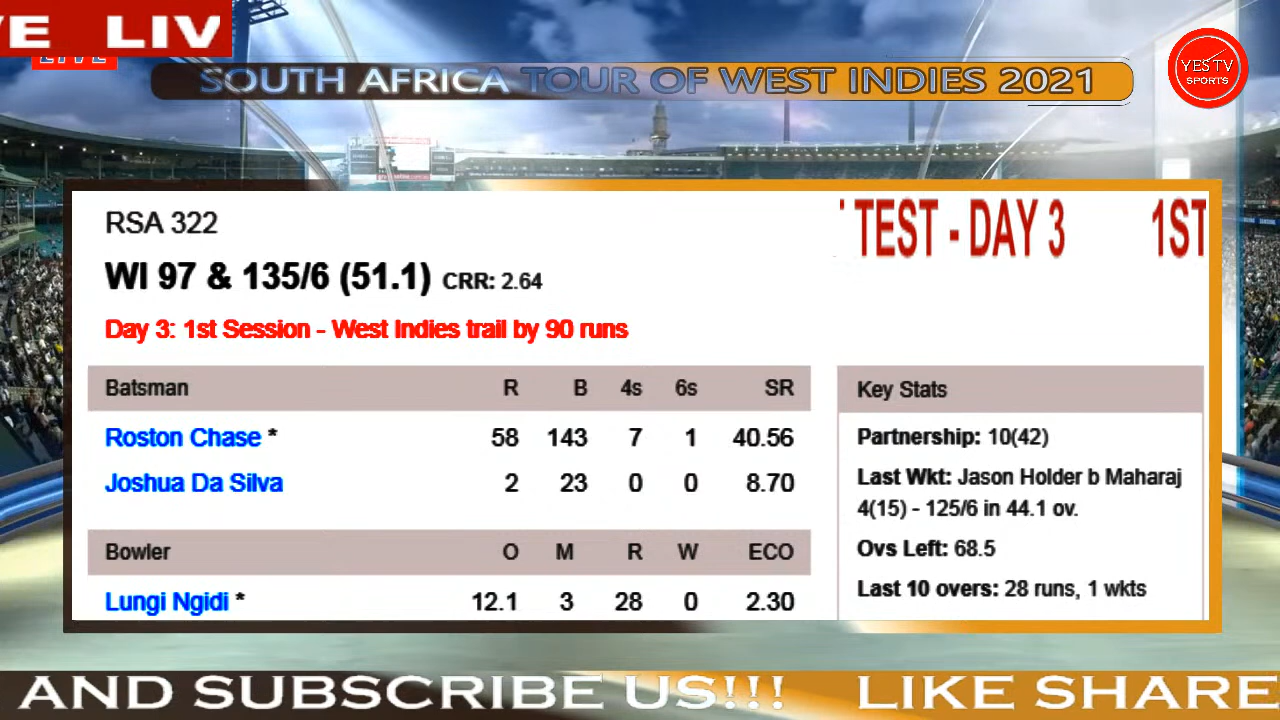 VE LIV
LIVE
SOUTH AFRICA TOUR OF WEST INDIES 2021
YES TV
SPORTS
RSA 322
TEST - DAY 3 1ST
WI 97 & 135/6 (51.1) CRR: 2.64
Day 3: 1st Session - West Indies trail by 90 runs
Batsman R B 4s 6s SR
Roston Chase * 58 143 7 1 40.56
Joshua Da Silva 2 23 0 0 8.70
Bowler O M R W ECO
Lungi Ngidi * 12.1 3 28 0 2.30
Key Stats
Partnership: 10(42)
Last Wkt: Jason Holder b Maharaj
4(15) - 125/6 in 44.1 ov.
Ovs Left: 68.5
Last 10 overs: 28 runs, 1 wkts
AND SUBSCRIBE US!!! LIKE SHARE